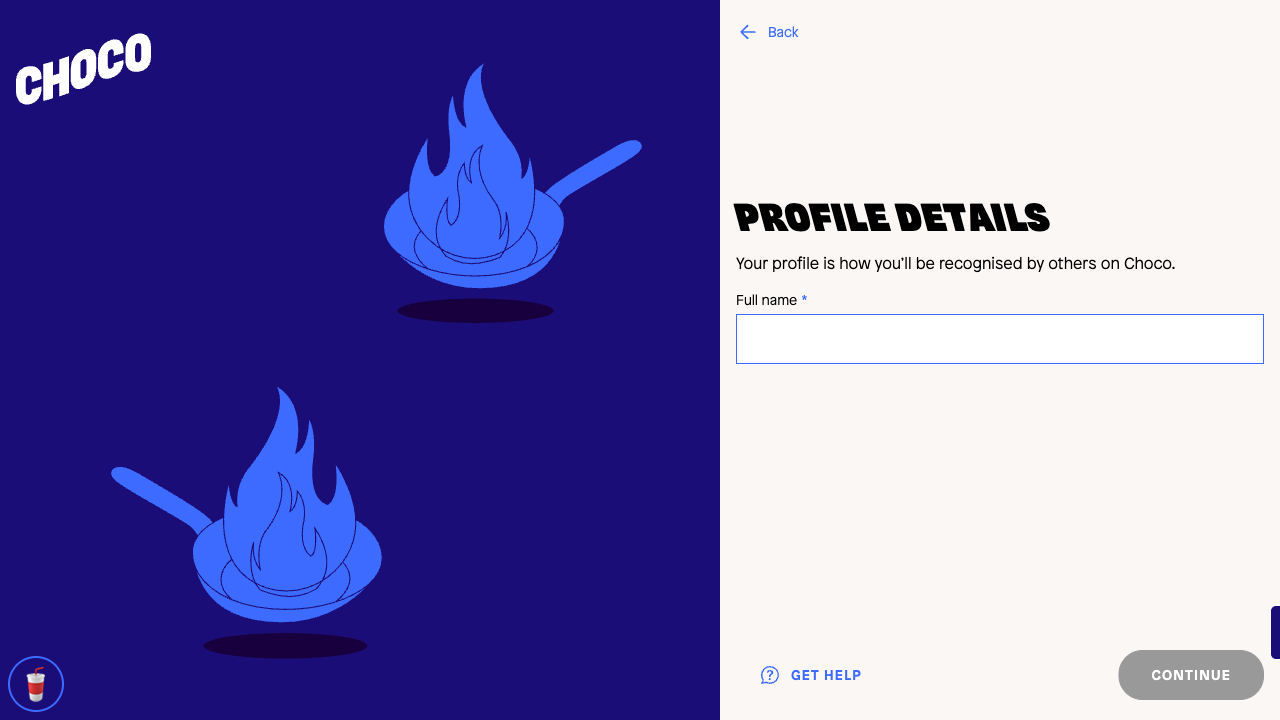 CHOCO
Back
PROFILE DETAILS
Your profile is how you'll be recognised by others on Choco.
Full name *
GET HELP
CONTINUE